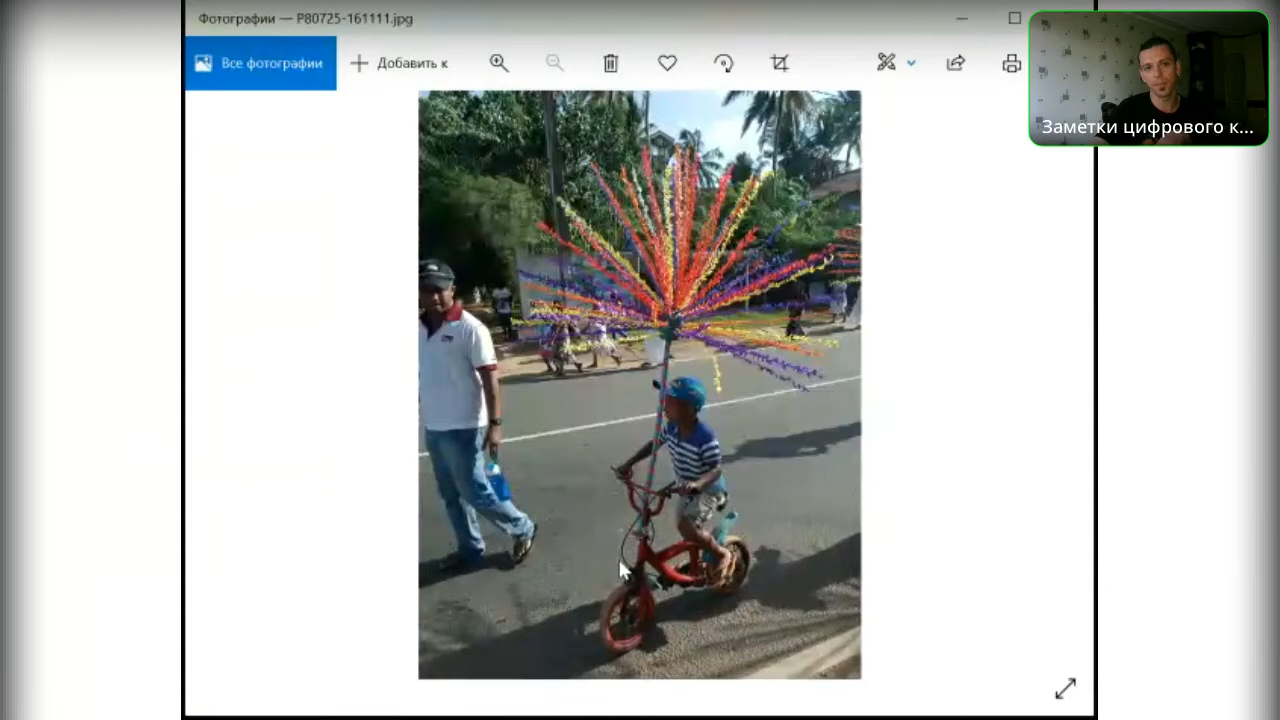 Фотографии — P80725-161111.jpg
Все фотографии
Добавить к
Заметки цифрового к...